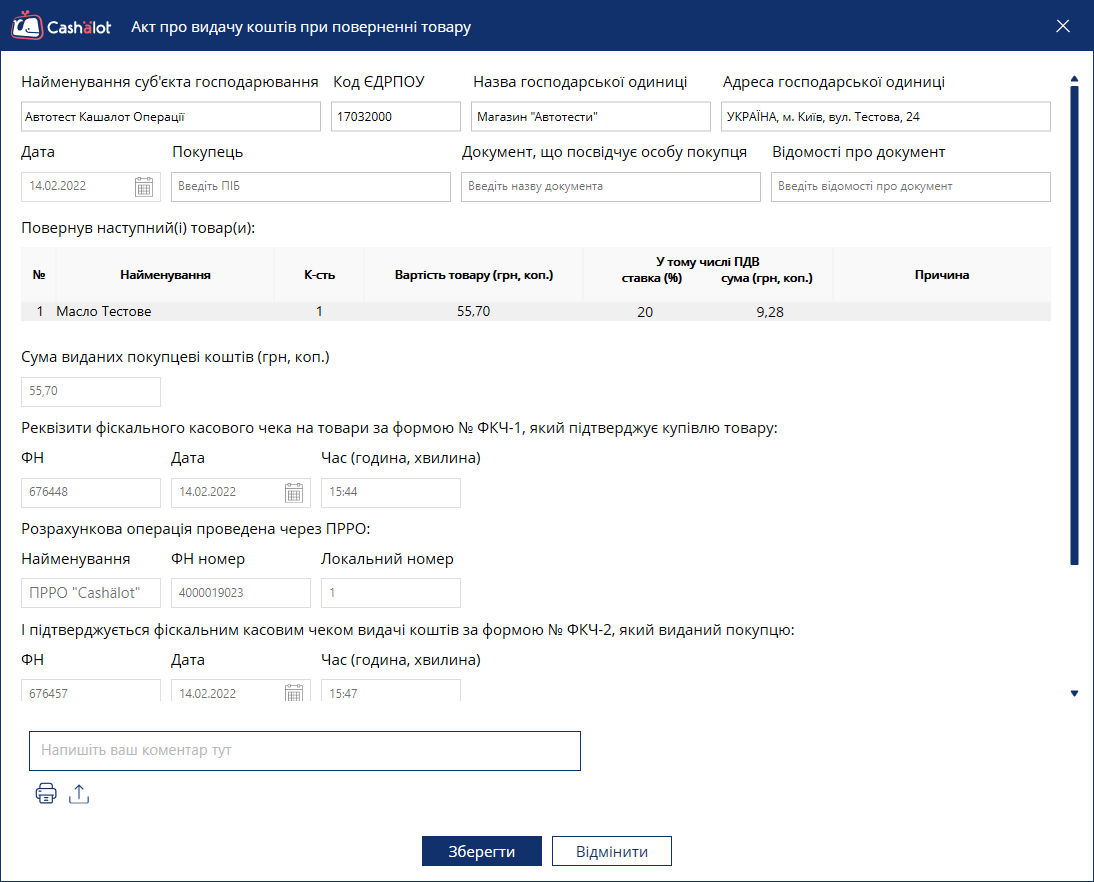 Cashälot Акт про видачу коштів при поверненні товару
Найменування суб'єкта господарювання Код ЄДРПОУ Назва господарської одиниці Адреса господарської одиниці
Автотест Кашалот Операції 17032000 Магазин "Автотести" УКРАЇНА, м. Київ, вул. Тестова, 24
Дата Покупець Документ, що посвідчує особу покупця Відомості про документ
14.02.2022 Введіть ПІБ Введіть назву документа Введіть відомості про документ
Повернув наступний(і) товар(и):
У тому числі ПДВ
№ Найменування К-сть Вартість товару (грн, коп.) ставка (%) сума (грн, коп.) Причина
1 Масло Тестове 1 55,70 20 9,28
Сума виданих покупцеві коштів (грн, коп.)
55,70
Реквізити фіскального касового чека на товари за формою № ФКЧ-1, який підтверджує купівлю товару:
ФН Дата Час (година, хвилина)
676448 14.02.2022 15:44
Розрахункова операція проведена через ПРРО:
Найменування ФН номер Локальний номер
ПРРО "Cashälot" 4000019023 1
І підтверджується фіскальним касовим чеком видачі коштів за формою № ФКЧ-2, який виданий покупцю:
ФН Дата Час (година, хвилина)
676457 14.02.2022 15:47
Напишіть ваш коментар тут
Зберегти Відмінити